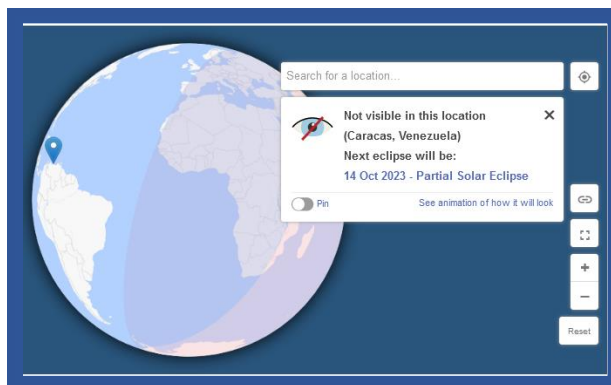 Search for a location...
Not visible in this location
(Caracas, Venezuela)
Next eclipse will be:
14 Oct 2023 - Partial Solar Eclipse
Pin
See animation of how it will look
Reset